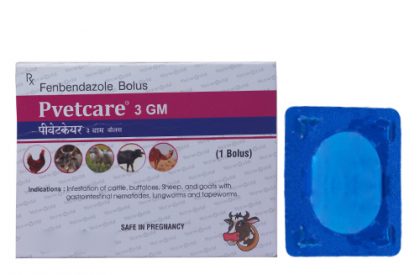 Rx
Fenbendazole Bolus
Pvetcare® 3 GM
पीवेटकेयर ३ ग्राम बोलस
(1 Bolus)
Indications : Infestation of cattle, buffaloes, Sheep, and goats with
gastiointestinal nematodes, lungworms and tapeworms.
SAFE IN PREGNANCY